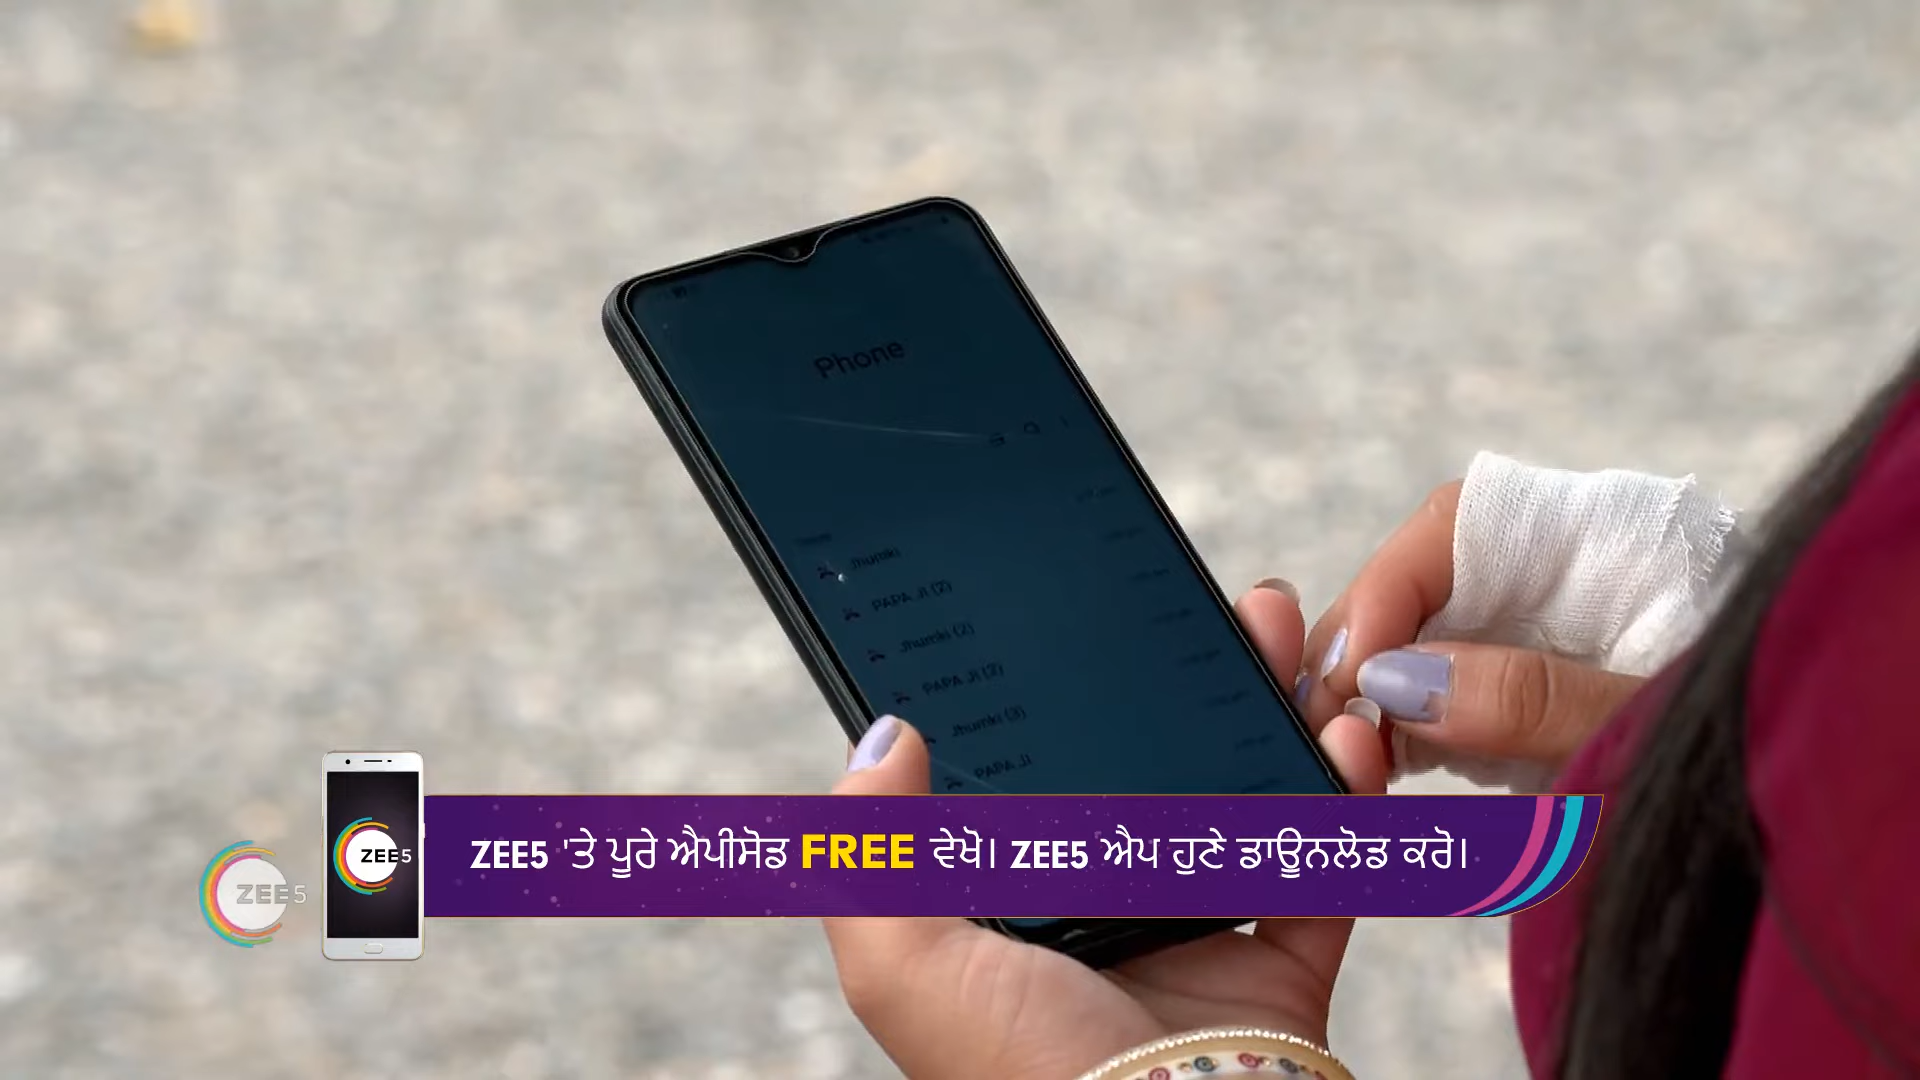 Phone
Jhumki
PAPA JI (2)
Jhumki (2)
PAPA JI (2)
Jhumki (3)
PAPA JI
ZEE5
ZEE5
ZEE5 'ਤੇ ਪੂਰੇ ਐਪੀਸੋਡ FREE ਵੇਖੋ। ZEE5 ਐਪ ਹੁਣੇ ਡਾਊਨਲੋਡ ਕਰੋ।